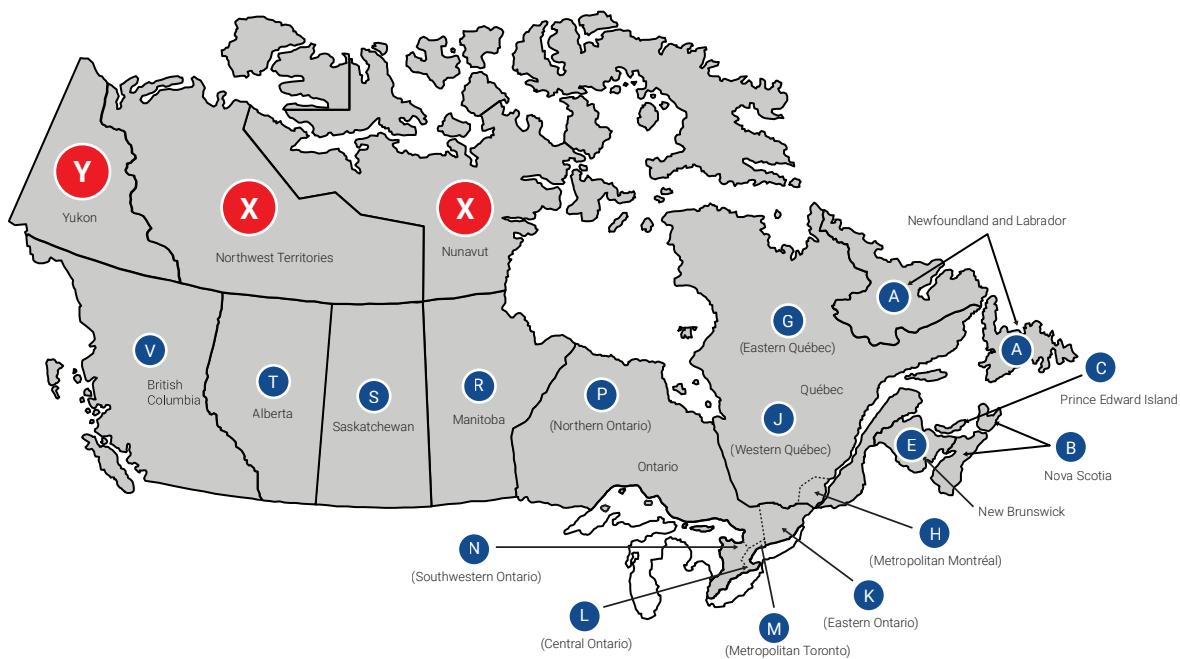 Y
Yukon
X
Northwest Territories
X
Nunavut
Newfoundland and Labrador
A
A
G
(Eastern Québec)
V
British
Columbia
T
Alberta
S
Saskatchewan
R
Manitoba
P
(Northern Ontario)
Ontario
Québec
J
(Western Québec)
C
Prince Edward Island
E
B
Nova Scotia
New Brunswick
H
(Metropolitan Montréal)
N
(Southwestern Ontario)
K
(Eastern Ontario)
L
(Central Ontario)
M
(Metropolitan Toronto)